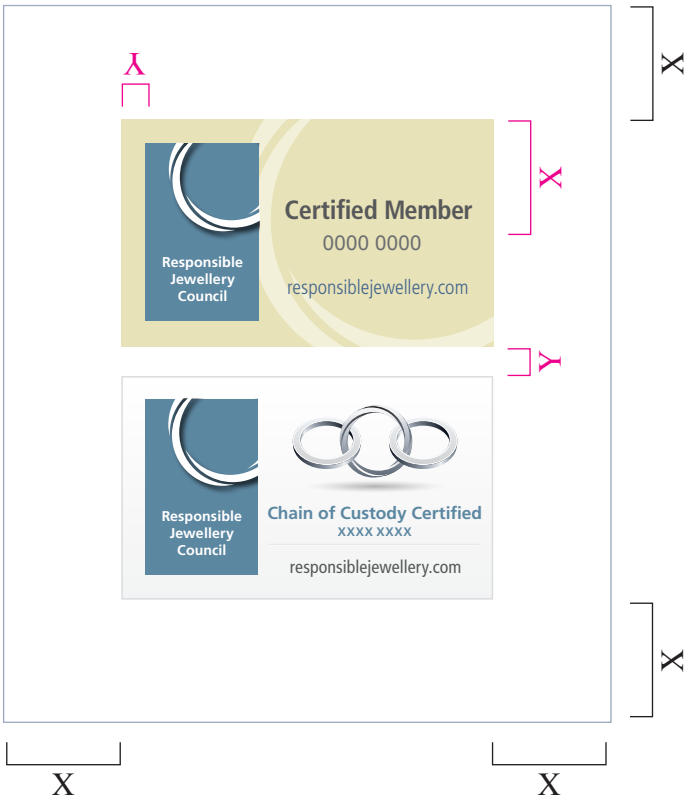 X
Y
X
Certified Member
0000 0000
responsiblejewellery.com
Responsible
Jewellery
Council
Y
Chain of Custody Certified
XXXX XXXX
responsiblejewellery.com
Responsible
Jewellery
Council
X
X
X